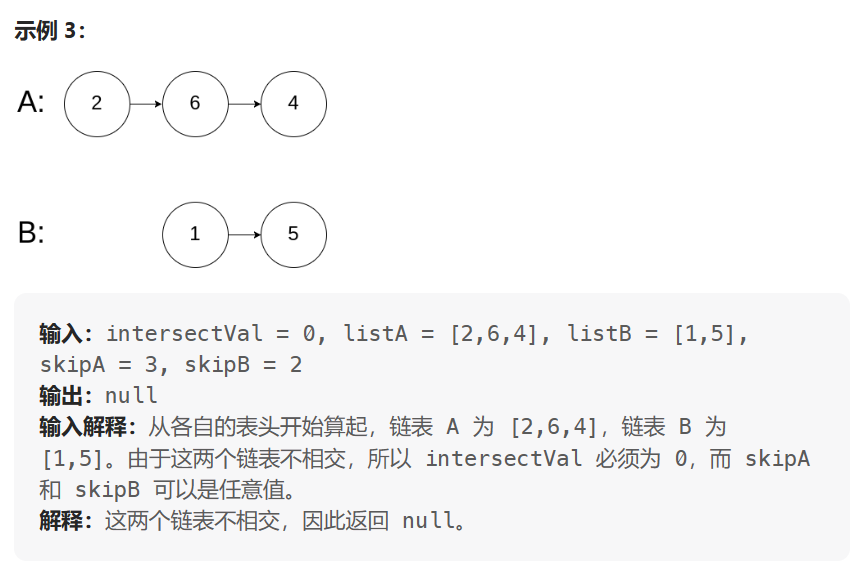 示例 3：
A: 2 6 4
B: 1 5
输入：intersectVal = 0, listA = [2,6,4], listB = [1,5],
skipA = 3, skipB = 2
输出：null
输入解释：从各自的表头开始算起，链表 A 为 [2,6,4]，链表 B 为
[1,5]。由于这两个链表不相交，所以 intersectVal 必须为 0，而 skipA
和 skipB 可以是任意值。
解释：这两个链表不相交，因此返回 null。